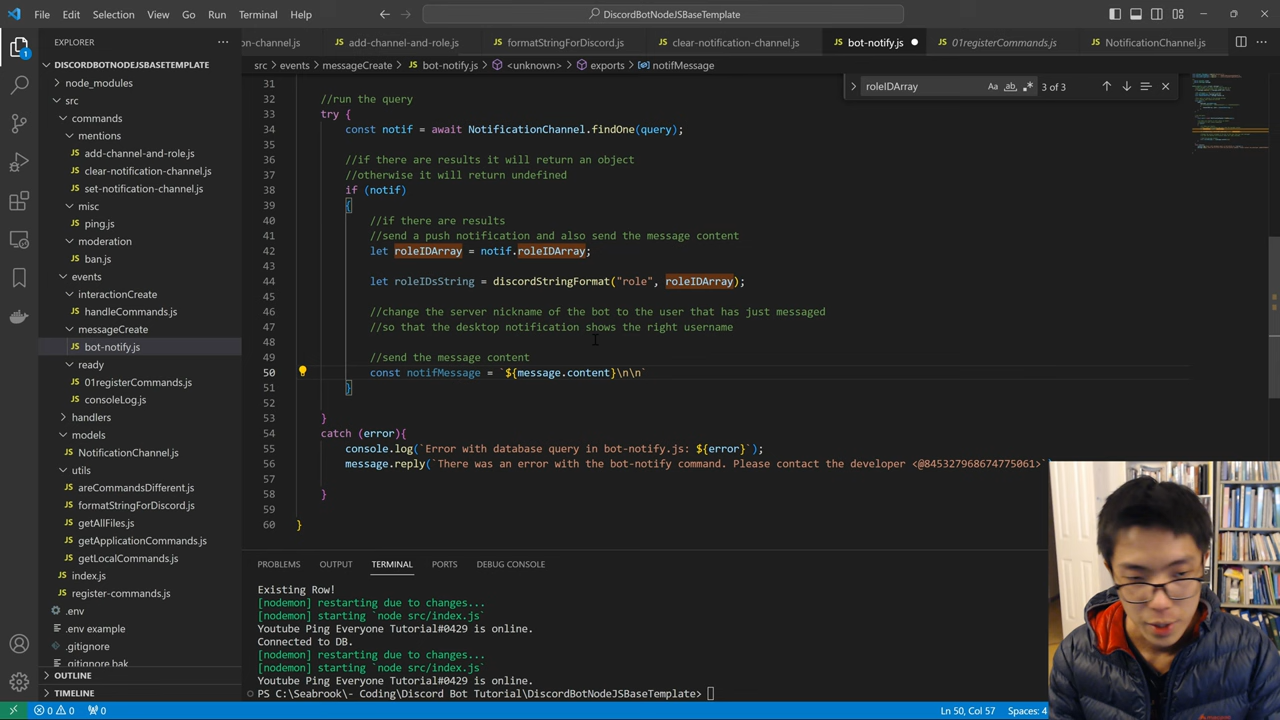 File Edit Selection View Go Run Terminal Help
DiscordBotNodeJSBaseTemplate
EXPLORER
on-channel.js
add-channel-and-role.js
formatStringForDiscord.js
clear-notification-channel.js
bot-notify.js
01registerCommands.js
NotificationChannel.js
src > events > messageCreate > bot-notify.js > <unknown> > exports > notifMessage
roleIDArray
Aa ab
3 of 3
DISCORDBOTNODEJSBASETEMPLATE
node_modules
src
commands
mentions
add-channel-and-role.js
clear-notification-channel.js
set-notification-channel.js
misc
ping.js
moderation
ban.js
events
interactionCreate
handleCommands.js
messageCreate
bot-notify.js
ready
01registerCommands.js
consoleLog.js
handlers
models
NotificationChannel.js
utils
areCommandsDifferent.js
formatStringForDiscord.js
getAllFiles.js
getApplicationCommands.js
getLocalCommands.js
index.js
register-commands.js
.env
.env example
.gitignore
.gitignore bak
OUTLINE
TIMELINE
31
32 //run the query
33 try {
34 const notif = await NotificationChannel.findOne(query);
35
36 //if there are results it will return an object
37 //otherwise it will return undefined
38 if (notif)
39 {
40 //if there are results
41 //send a push notification and also send the message content
42 let roleIDArray = notif.roleIDArray;
43
44 let roleIDsString = discordStringFormat("role", roleIDArray);
45
46 //change the server nickname of the bot to the user that has just messaged
47 //so that the desktop notification shows the right username
48
49 //send the message content
50 const notifMessage = `${message.content}\n\n`
51 }
52
53 }
54 catch (error){
55 console.log(`Error with database query in bot-notify.js: ${error}`);
56 message.reply(`There was an error with the bot-notify command. Please contact the developer <@845327968674775061>`
57
58 }
59
60 }
PROBLEMS OUTPUT TERMINAL PORTS DEBUG CONSOLE
Existing Row!
[nodemon] restarting due to changes...
[nodemon] starting `node src/index.js`
Youtube Ping Everyone Tutorial#0429 is online.
Connected to DB.
[nodemon] restarting due to changes...
[nodemon] starting `node src/index.js`
Youtube Ping Everyone Tutorial#0429 is online.
PS C:\Seabrook\- Coding\Discord Bot Tutorial\DiscordBotNodeJSBaseTemplate>
0 0 0
Ln 50, Col 57 Spaces: 4